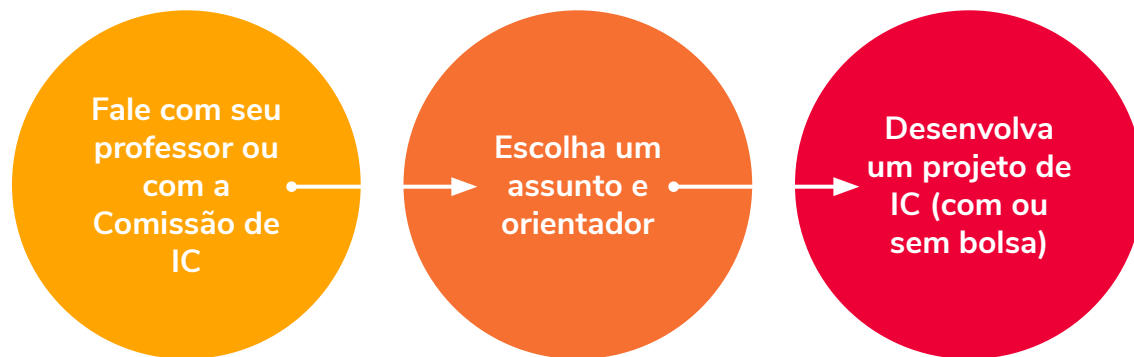 Fale com seu
professor ou
com a
Comissão de
IC
Escolha um
assunto e
orientador
Desenvolva
um projeto de
IC (com ou
sem bolsa)